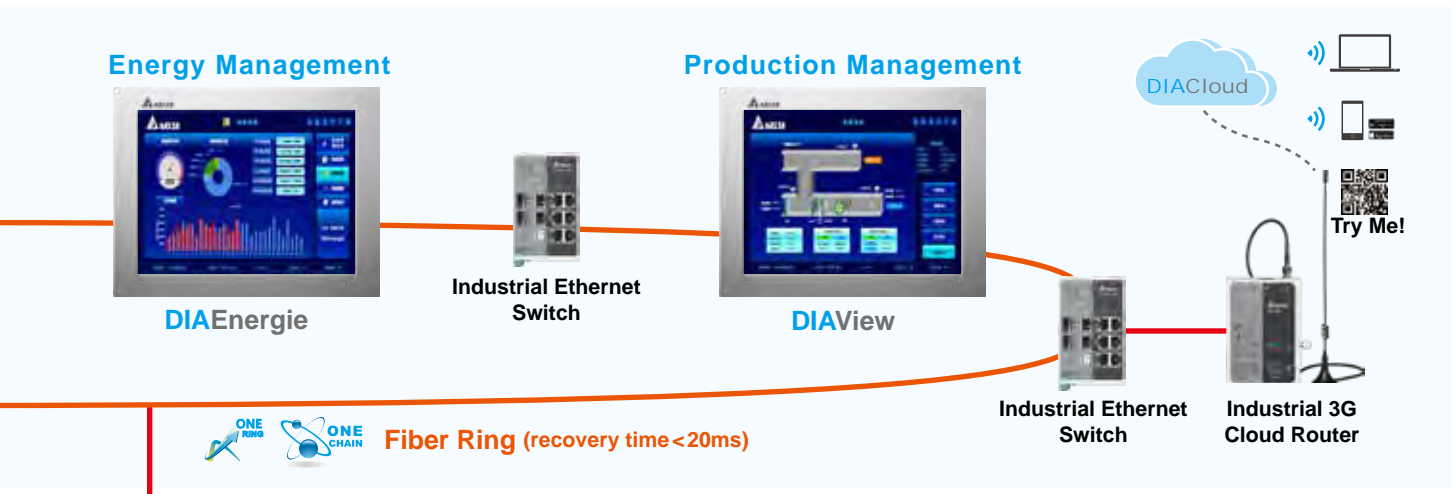 Energy Management
Production Management
DIACloud
Try Me!
Industrial Ethernet
Switch
DIAEnergie
DIAView
Industrial Ethernet
Switch
Industrial 3G
Cloud Router
ONE
RING
ONE
CHAIN
Fiber Ring (recovery time<20ms)